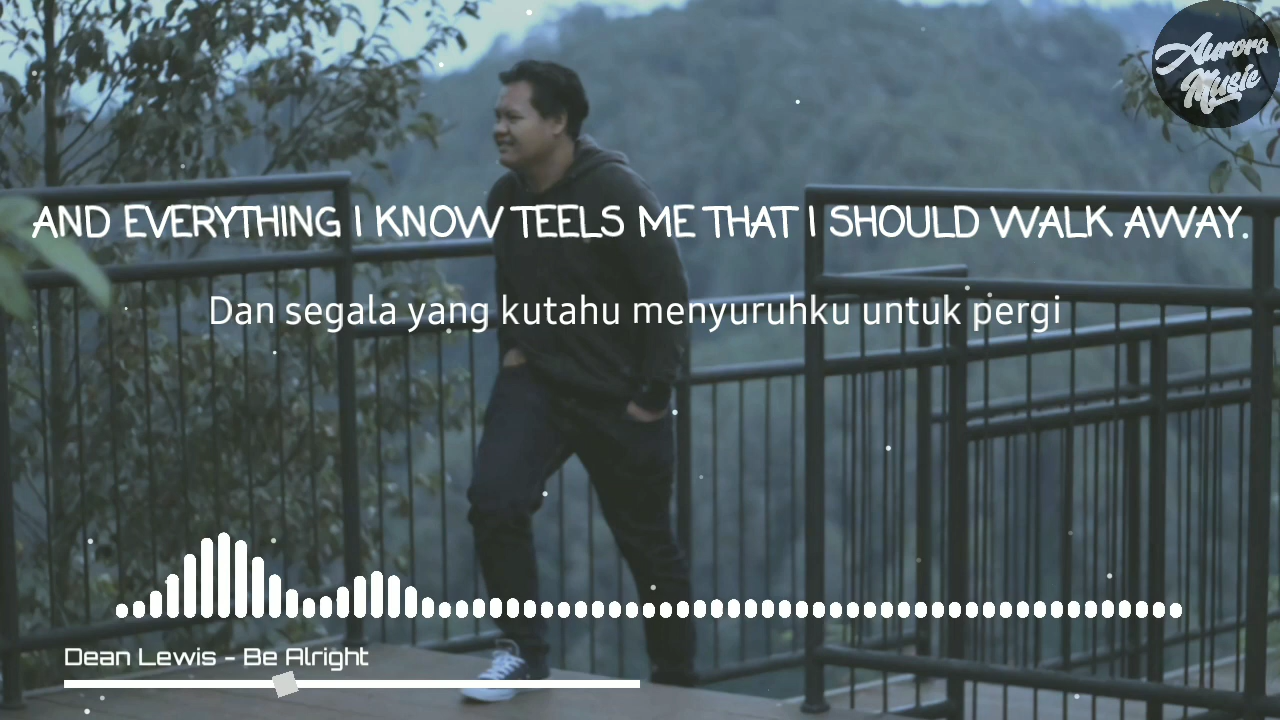 Aurora
Music
AND EVERYTHING I KNOW TEELS ME THAT I SHOULD WALK AWAY.
Dan segala yang kutahu menyuruhku untuk pergi
Dean Lewis - Be Alright